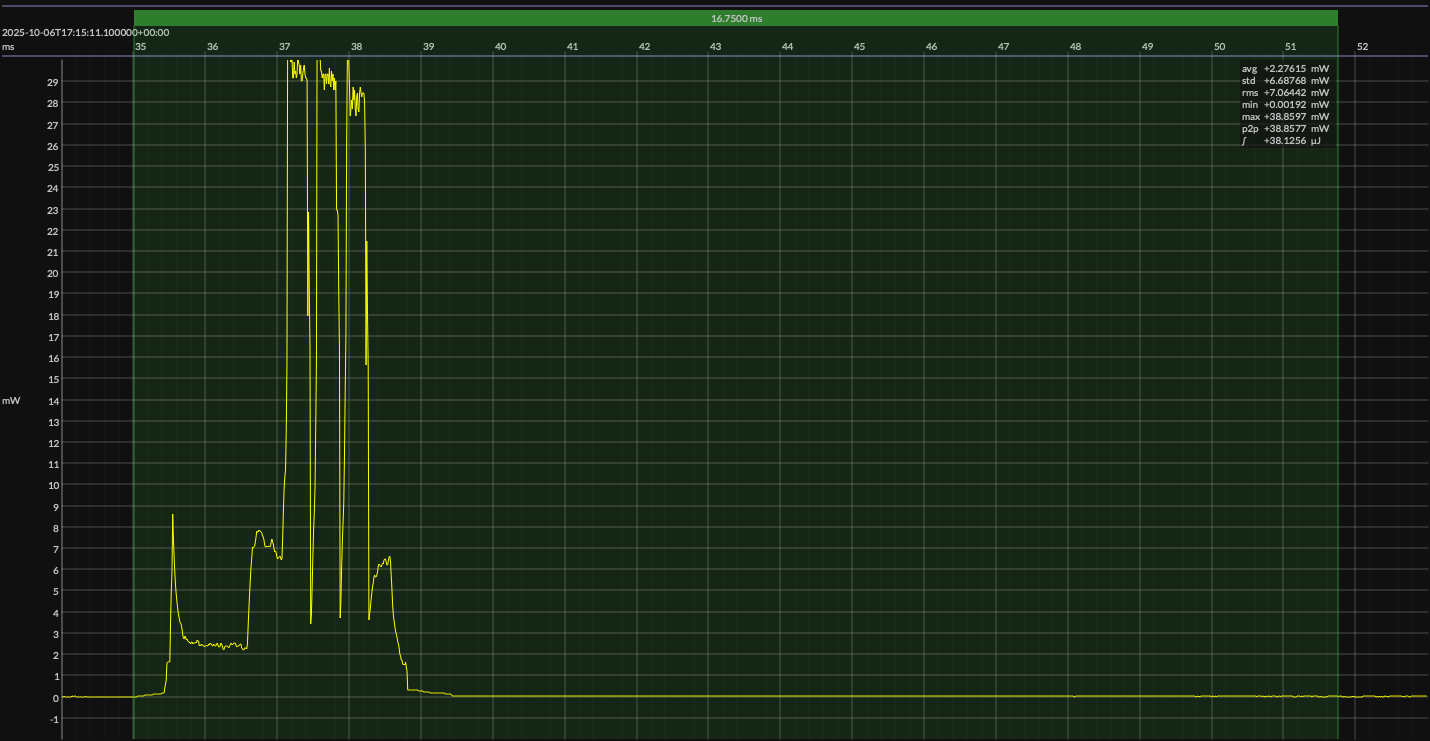 16.7500 ms
2025-10-06T17:15:11.100000+00:00
ms 35 36 37 38 39 40 41 42 43 44 45 46 47 48 49 50 51 52
avg +2.27615 mW
std +6.68768 mW
rms +7.06442 mW
min +0.00192 mW
max +38.8597 mW
p2p +38.8577 mW
∫ +38.1256 µJ
29
28
27
26
25
24
23
22
21
20
19
18
17
16
15
mW 14
13
12
11
10
9
8
7
6
5
4
3
2
1
0
-1